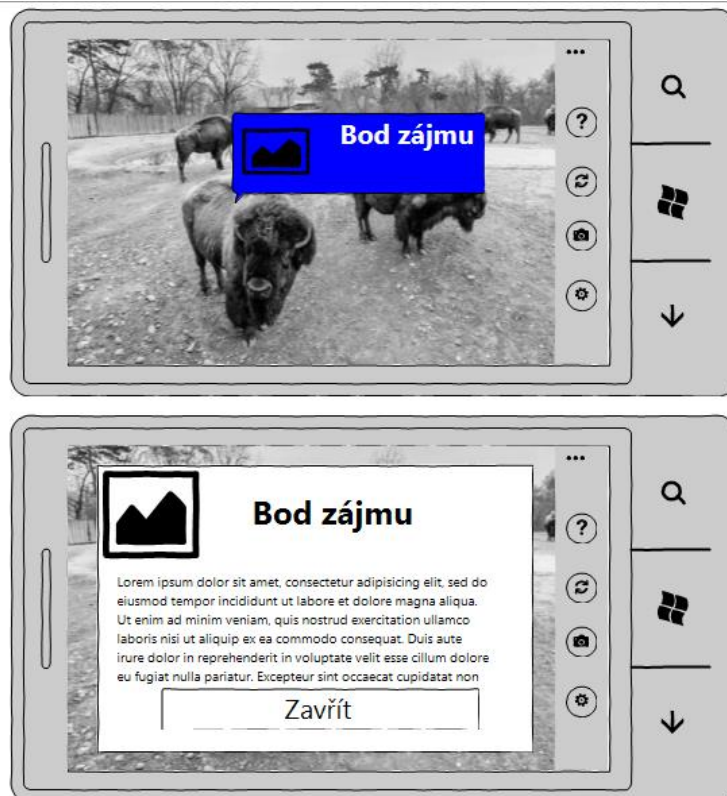 Bod zájmu
Bod zájmu
Lorem ipsum dolor sit amet, consectetur adipisicing elit, sed do
eiusmod tempor incididunt ut labore et dolore magna aliqua.
Ut enim ad minim veniam, quis nostrud exercitation ullamco
laboris nisi ut aliquip ex ea commodo consequat. Duis aute
irure dolor in reprehenderit in voluptate velit esse cillum dolore
eu fugiat nulla pariatur. Excepteur sint occaecat cupidatat non
Zavřít